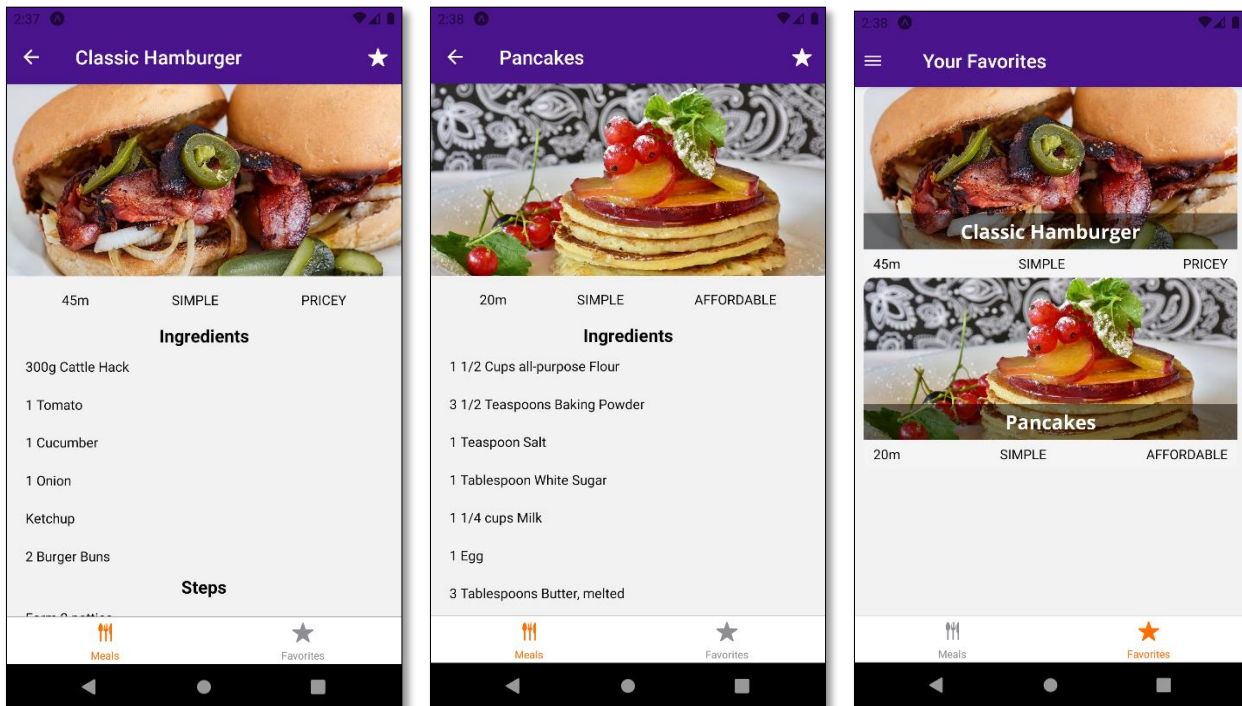 2:37
Classic Hamburger
45m SIMPLE PRICEY
Ingredients
300g Cattle Hack
1 Tomato
1 Cucumber
1 Onion
Ketchup
2 Burger Buns
Steps
Form 2 patties
Meals Favorites
2:38
Pancakes
20m SIMPLE AFFORDABLE
Ingredients
1 1/2 Cups all-purpose Flour
3 1/2 Teaspoons Baking Powder
1 Teaspoon Salt
1 Tablespoon White Sugar
1 1/4 cups Milk
1 Egg
3 Tablespoons Butter, melted
Meals Favorites
2:38
Your Favorites
Classic Hamburger
45m SIMPLE PRICEY
Pancakes
20m SIMPLE AFFORDABLE
Meals Favorites